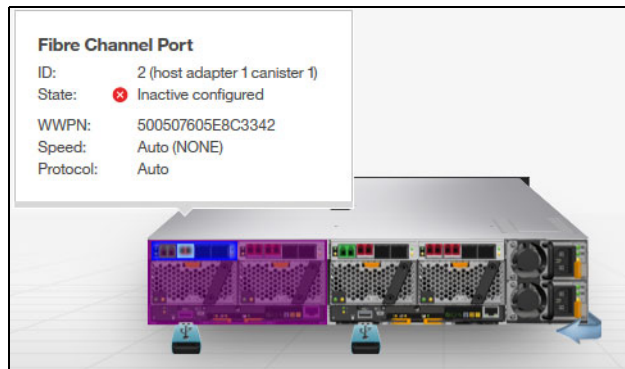 Fibre Channel Port
ID: 2 (host adapter 1 canister 1)
State: Inactive configured
WWPN: 500507605E8C3342
Speed: Auto (NONE)
Protocol: Auto